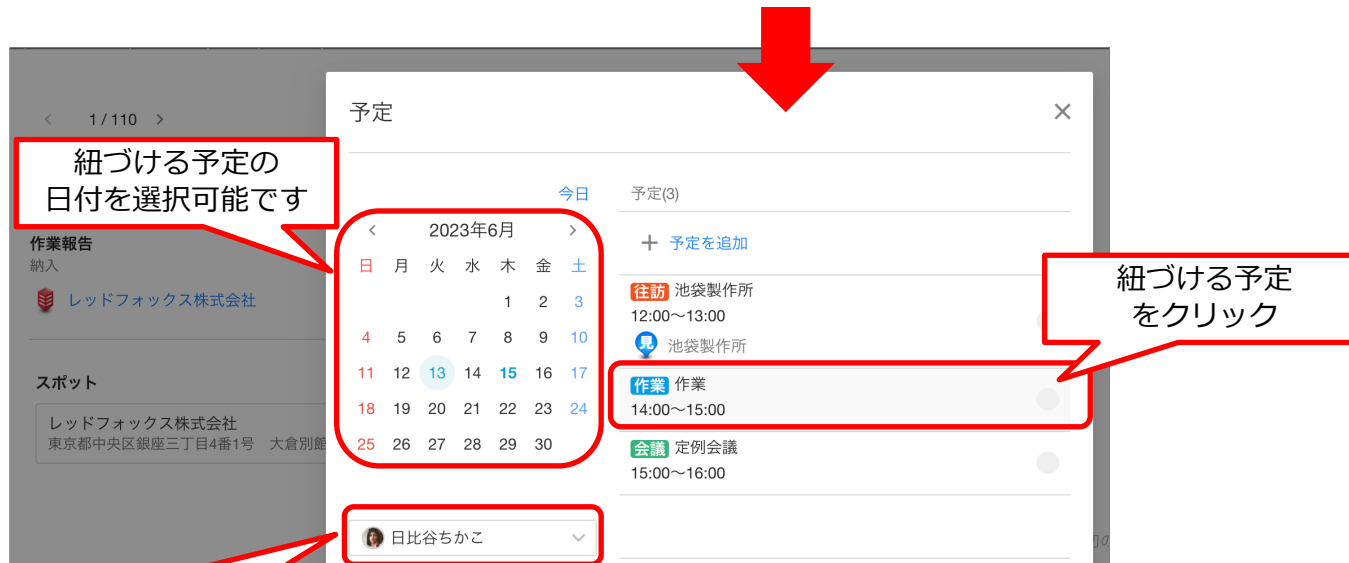 予定
1 / 110
紐づける予定の
日付を選択可能です
作業報告
納入
レッドフォックス株式会社
スポット
レッドフォックス株式会社
東京都中央区銀座三丁目4番1号 大倉別館
今日
2023年6月
日 月 火 水 木 金 土
1 2 3
4 5 6 7 8 9 10
11 12 13 14 15 16 17
18 19 20 21 22 23 24
25 26 27 28 29 30
日比谷ちかこ
予定(3)
予定を追加
往訪 池袋製作所
12:00〜13:00
見 池袋製作所
作業 作業
14:00〜15:00
会議 定例会議
15:00〜16:00
紐づける予定
をクリック